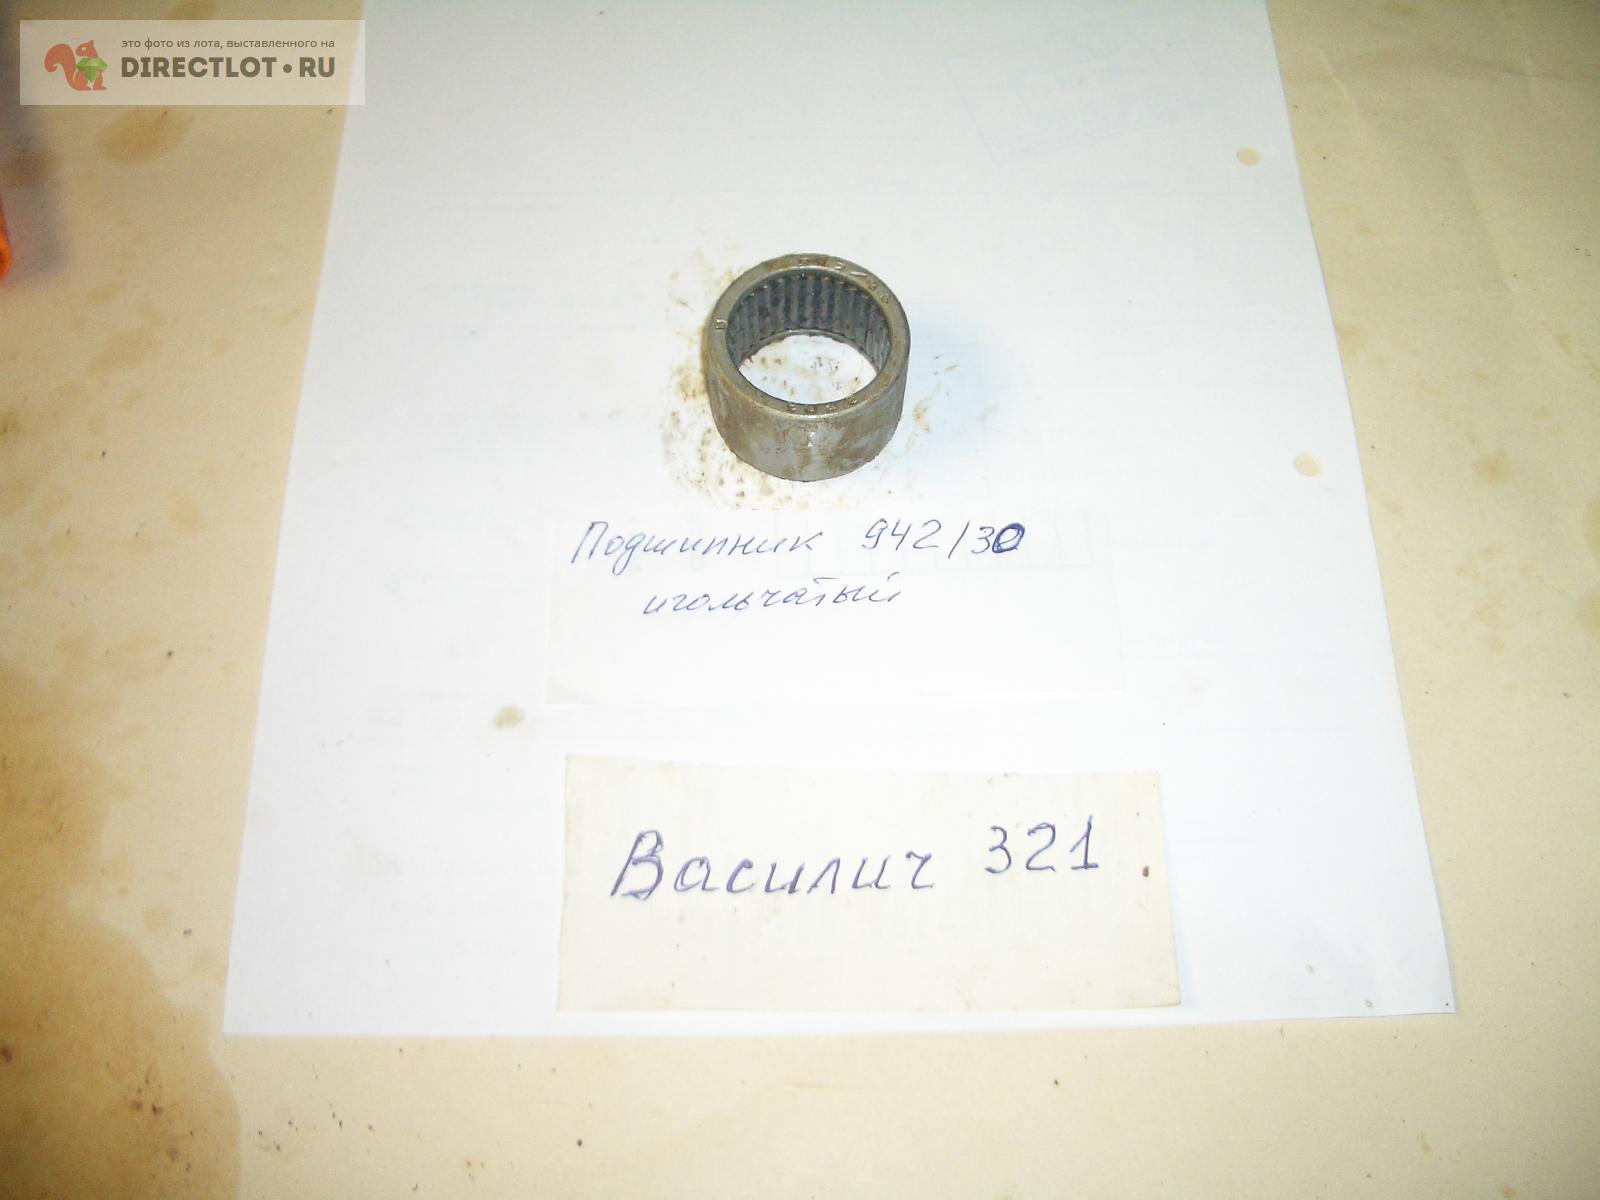 это фото из лота, выставленного на
DIRECTLOT.RU
Подшипник 942/30
игольчатый
Василич 321.